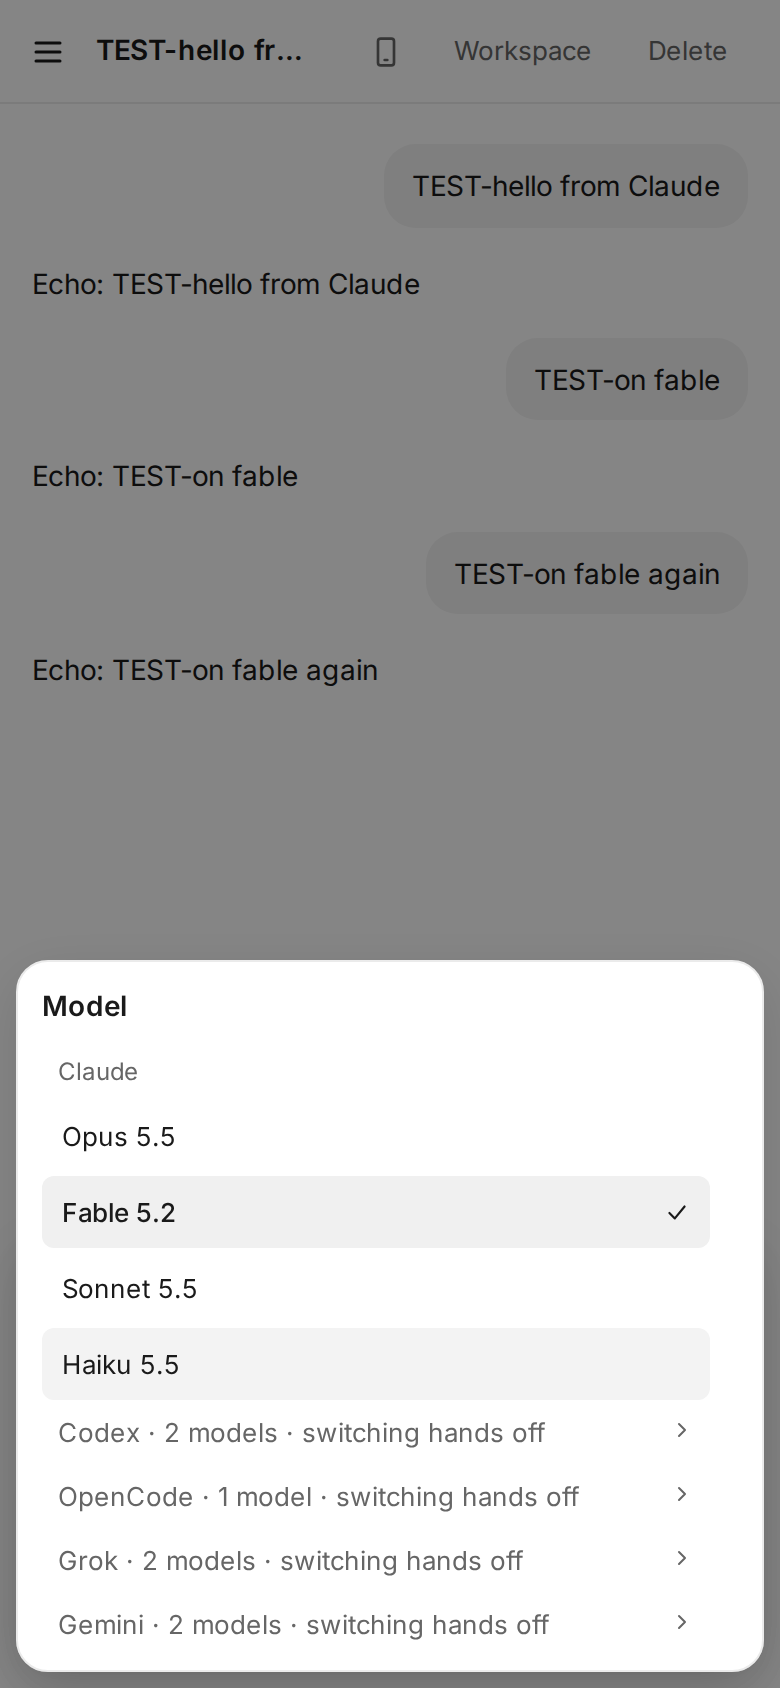 TEST-hello fr...
Workspace
Delete
TEST-hello from Claude
Echo: TEST-hello from Claude
TEST-on fable
Echo: TEST-on fable
TEST-on fable again
Echo: TEST-on fable again
Model
Claude
Opus 5.5
Fable 5.2
Sonnet 5.5
Haiku 5.5
Codex · 2 models · switching hands off
OpenCode · 1 model · switching hands off
Grok · 2 models · switching hands off
Gemini · 2 models · switching hands off